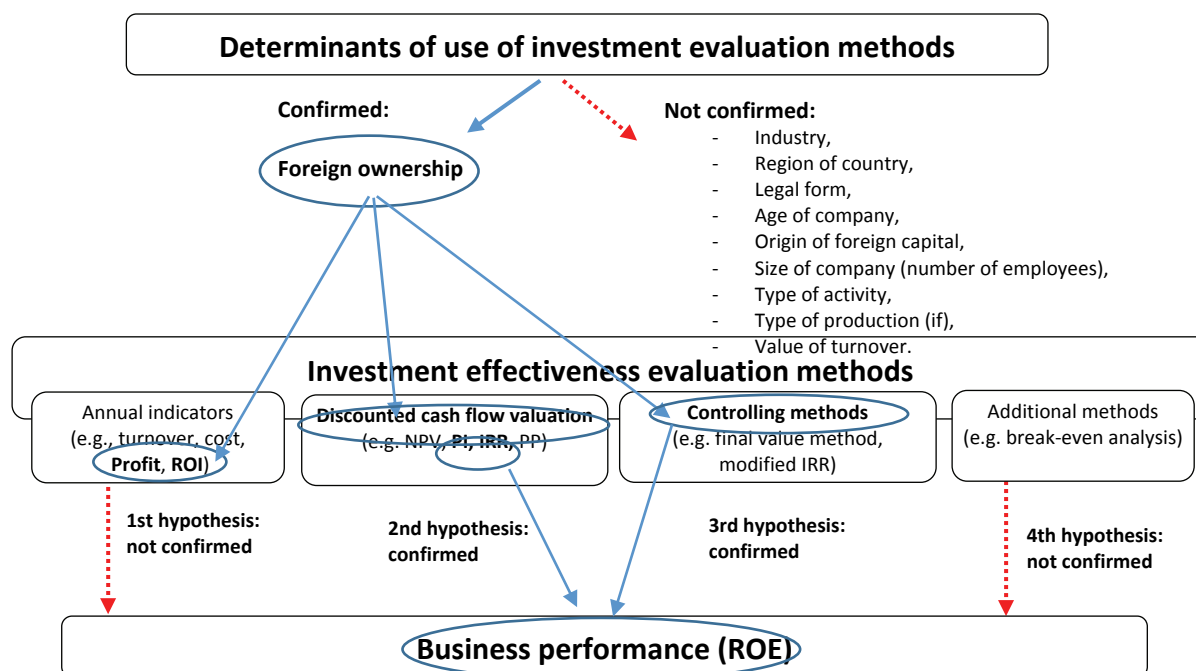 Determinants of use of investment evaluation methods
Confirmed:
Foreign ownership
Not confirmed:
- Industry,
- Region of country,
- Legal form,
- Age of company,
- Origin of foreign capital,
- Size of company (number of employees),
- Type of activity,
- Type of production (if),
- Value of turnover.
Investment effectiveness evaluation methods
Annual indicators
(e.g., turnover, cost,
Profit, ROI)
Discounted cash flow valuation
(e.g. NPV, PI, IRR, PP)
Controlling methods
(e.g. final value method,
modified IRR)
Additional methods
(e.g. break-even analysis)
1st hypothesis:
not confirmed
2nd hypothesis:
confirmed
3rd hypothesis:
confirmed
4th hypothesis:
not confirmed
Business performance (ROE)